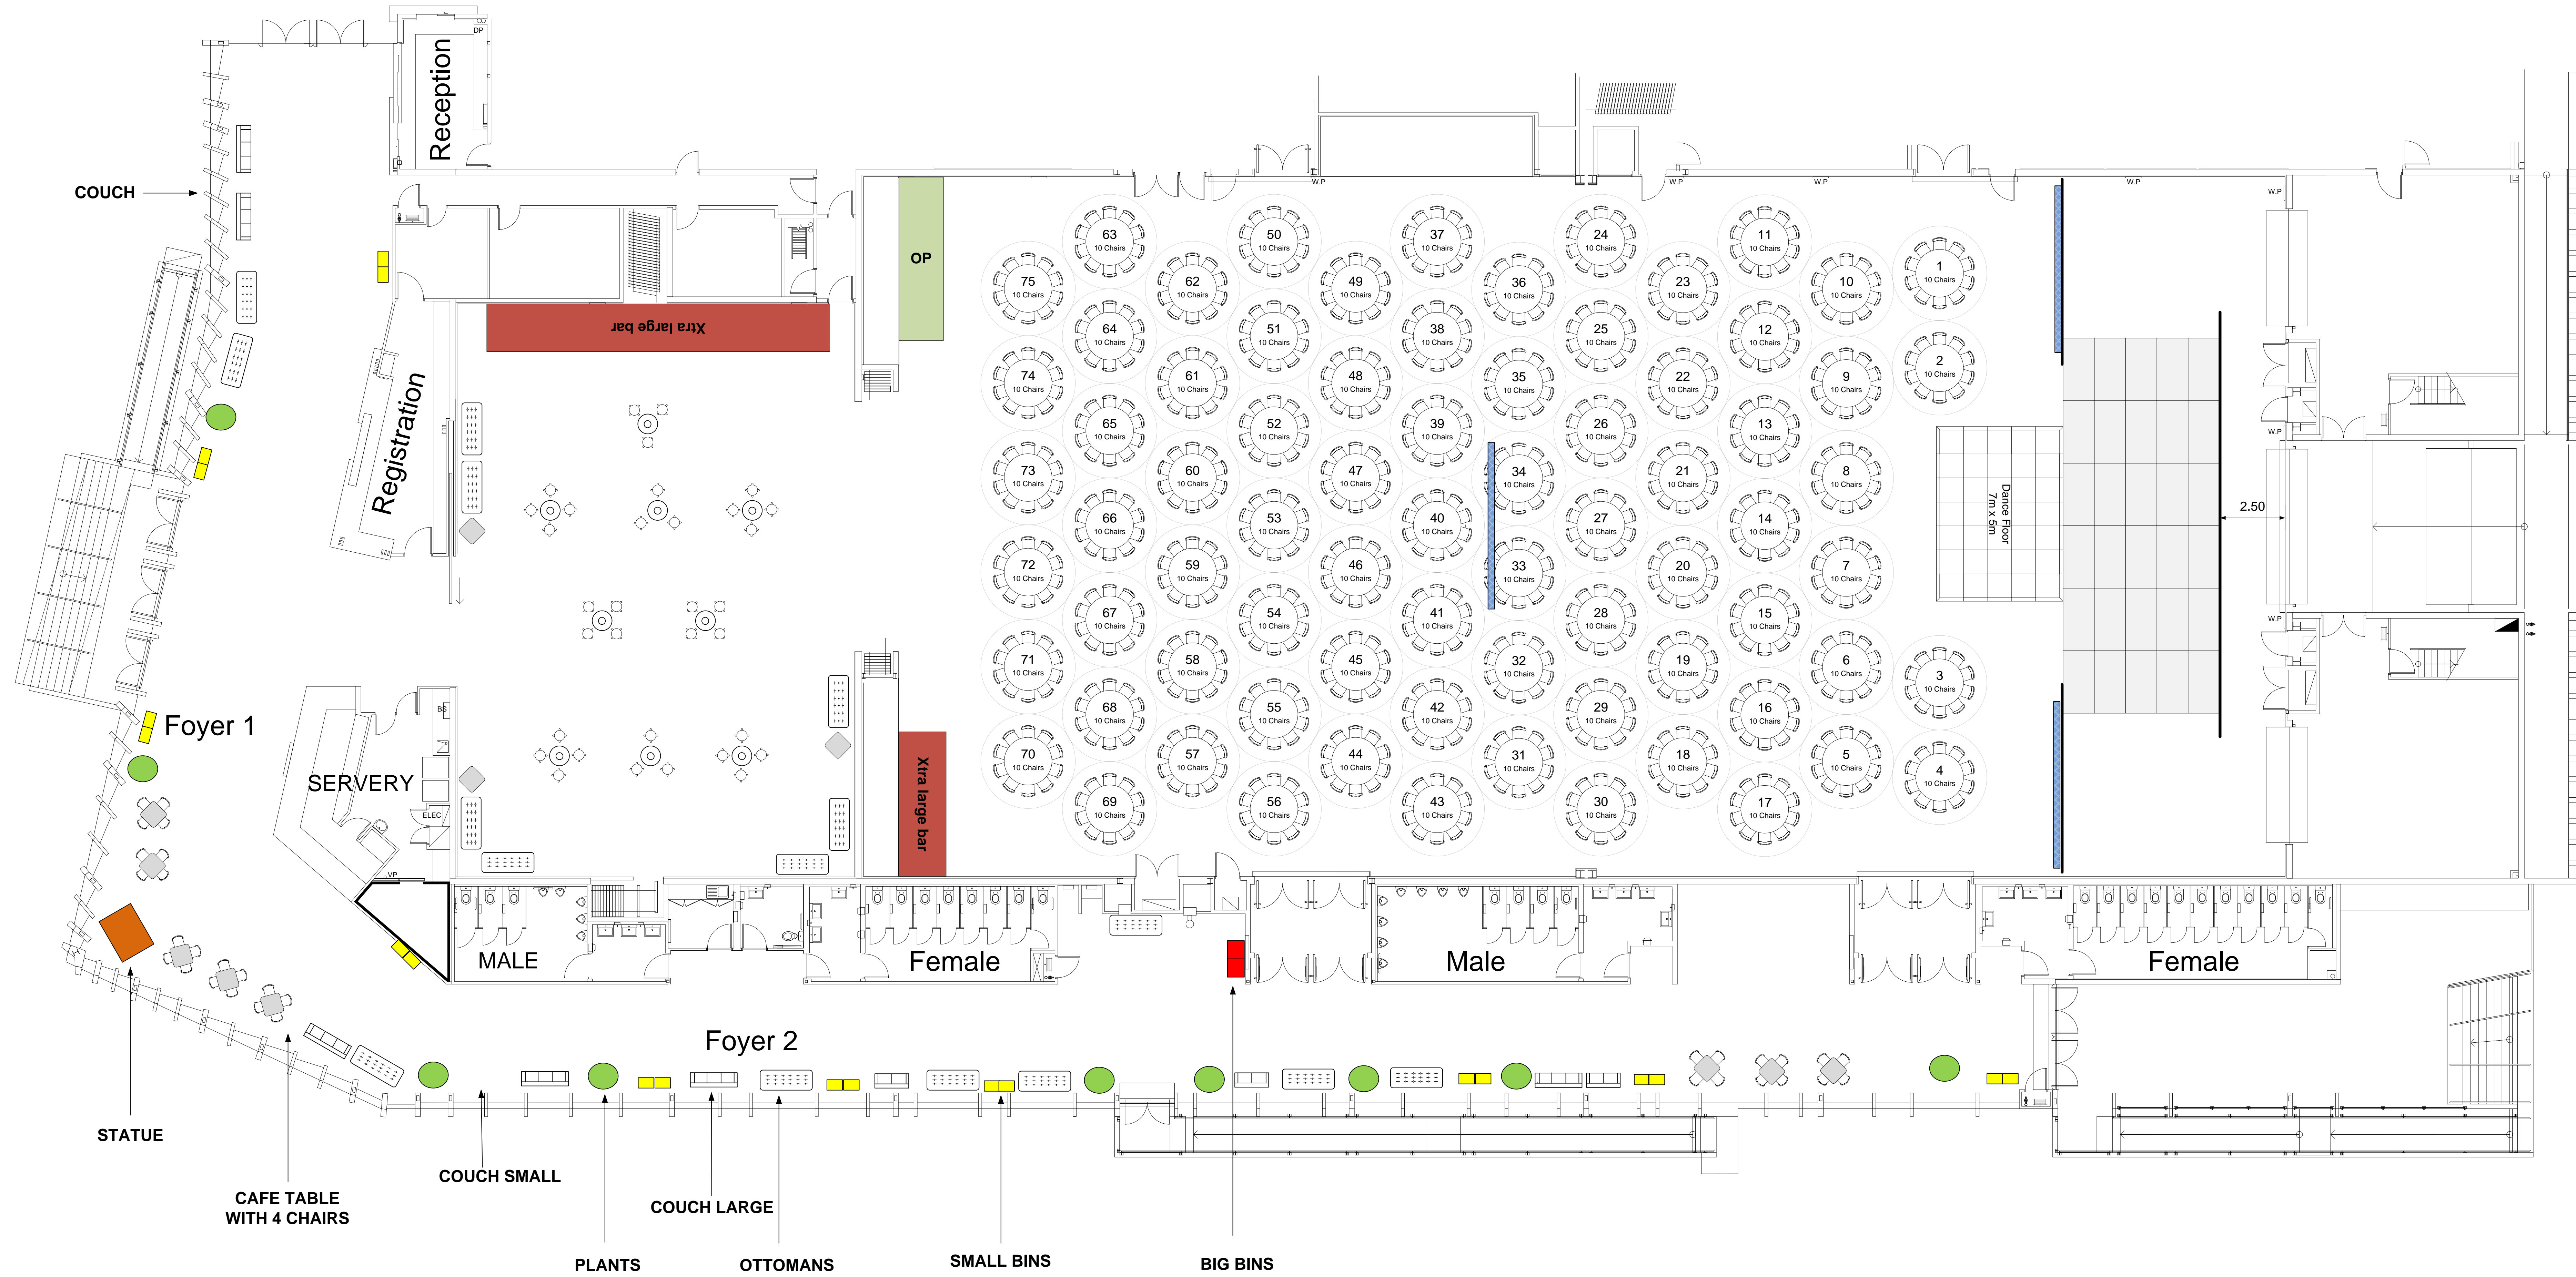 Reception
DP
COUCH
W.P
W.P
W.P
W.P
W.P
OP
Xtra large bar
Registration
63
10 Chairs
50
10 Chairs
37
10 Chairs
24
10 Chairs
11
10 Chairs
1
10 Chairs
75
10 Chairs
62
10 Chairs
49
10 Chairs
36
10 Chairs
23
10 Chairs
10
10 Chairs
64
10 Chairs
51
10 Chairs
38
10 Chairs
25
10 Chairs
12
10 Chairs
2
10 Chairs
74
10 Chairs
61
10 Chairs
48
10 Chairs
35
10 Chairs
22
10 Chairs
9
10 Chairs
65
10 Chairs
52
10 Chairs
39
10 Chairs
26
10 Chairs
13
10 Chairs
W.P
73
10 Chairs
60
10 Chairs
47
10 Chairs
34
10 Chairs
21
10 Chairs
8
10 Chairs
Dance Floor
7m x 5m
2.50
66
10 Chairs
53
10 Chairs
40
10 Chairs
27
10 Chairs
14
10 Chairs
72
10 Chairs
59
10 Chairs
46
10 Chairs
33
10 Chairs
20
10 Chairs
7
10 Chairs
67
10 Chairs
54
10 Chairs
41
10 Chairs
28
10 Chairs
15
10 Chairs
W.P
71
10 Chairs
58
10 Chairs
45
10 Chairs
32
10 Chairs
19
10 Chairs
6
10 Chairs
3
10 Chairs
68
10 Chairs
55
10 Chairs
42
10 Chairs
29
10 Chairs
16
10 Chairs
70
10 Chairs
57
10 Chairs
44
10 Chairs
31
10 Chairs
18
10 Chairs
5
10 Chairs
4
10 Chairs
69
10 Chairs
56
10 Chairs
43
10 Chairs
30
10 Chairs
17
10 Chairs
Foyer 1
BS
SERVERY
ELEC
VP
Xtra large bar
MALE
Female
Male
Female
Foyer 2
STATUE
COUCH SMALL
CAFE TABLE
WITH 4 CHAIRS
COUCH LARGE
PLANTS
OTTOMANS
SMALL BINS
BIG BINS